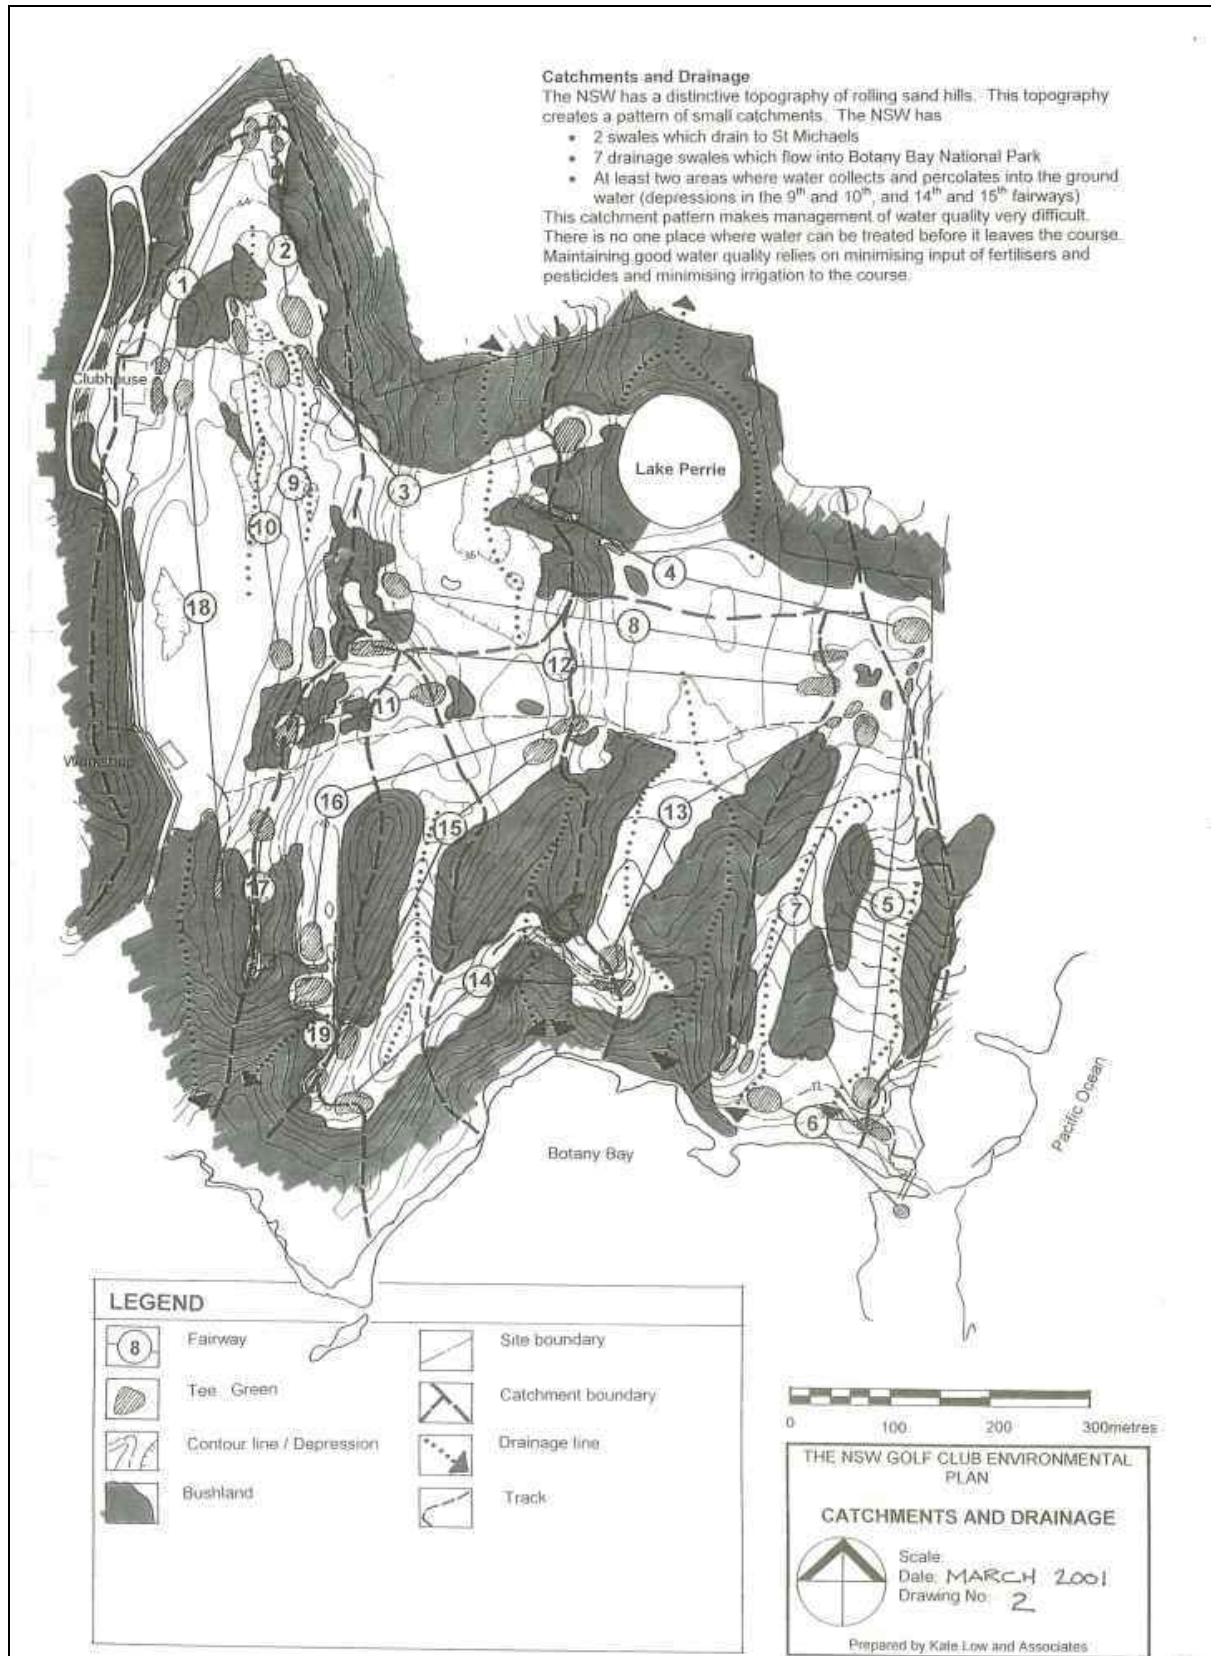 Catchments and Drainage
The NSW has a distinctive topography of rolling sand hills. This topography
creates a pattern of small catchments. The NSW has
• 2 swales which drain to St Michaels
• 7 drainage swales which flow into Botany Bay National Park
• At least two areas where water collects and percolates into the ground
water (depressions in the 9th and 10th, and 14th and 15th fairways)
This catchment pattern makes management of water quality very difficult.
There is no one place where water can be treated before it leaves the course.
Maintaining good water quality relies on minimising input of fertilisers and
pesticides and minimising irrigation to the course.
2
1
Clubhouse
Lake Perrie
3
9
10
4
18
8
12
11
Workshop
16
15
13
17
7
5
14
19
6
Pacific Ocean
Botany Bay
LEGEND
8 Fairway
Site boundary
Tee Green
Catchment boundary
Contour line / Depression
Drainage line
Bushland
Track
0 100 200 300metres
THE NSW GOLF CLUB ENVIRONMENTAL
PLAN
CATCHMENTS AND DRAINAGE
Scale:
Date: MARCH 2001
Drawing No: 2
Prepared by Kate Low and Associates